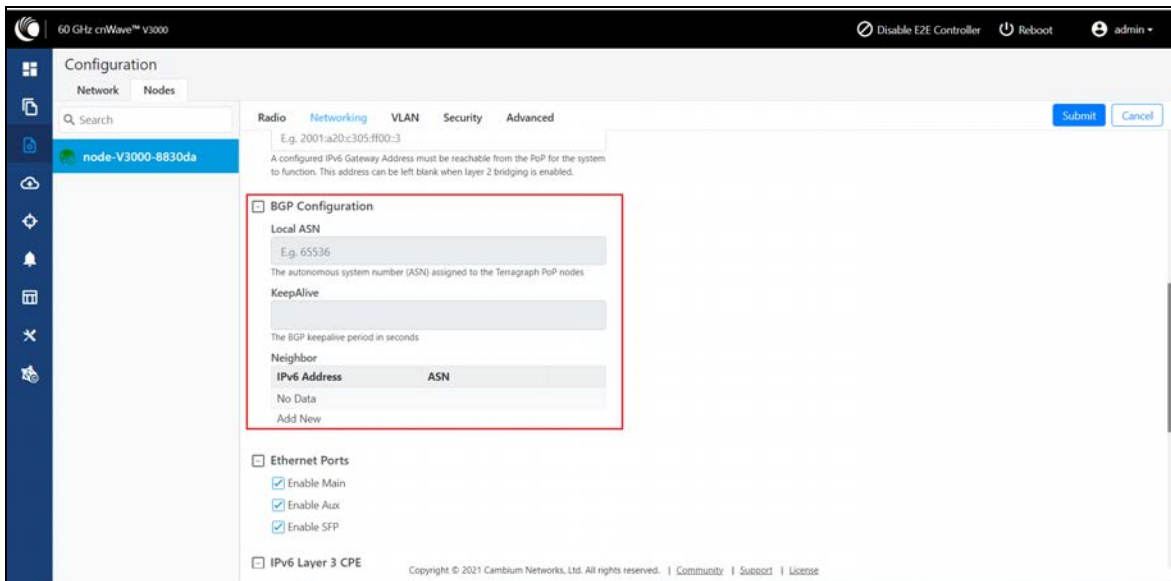 60 GHz cnWave™ V3000
Disable E2E Controller
Reboot
admin
Configuration
Network Nodes
Search
Radio Networking VLAN Security Advanced
Submit Cancel
E.g. 2001:a20:c305:ff00::3
node-V3000-8830da
A configured IPv6 Gateway Address must be reachable from the PoP for the system
to function. This address can be left blank when layer 2 bridging is enabled.
BGP Configuration
Local ASN
E.g. 65536
The autonomous system number (ASN) assigned to the Terragraph PoP nodes
KeepAlive
The BGP keepalive period in seconds
Neighbor
IPv6 Address ASN
No Data
Add New
Ethernet Ports
Enable Main
Enable Aux
Enable SFP
IPv6 Layer 3 CPE
Copyright © 2021 Cambium Networks, Ltd. All rights reserved. | Community | Support | License